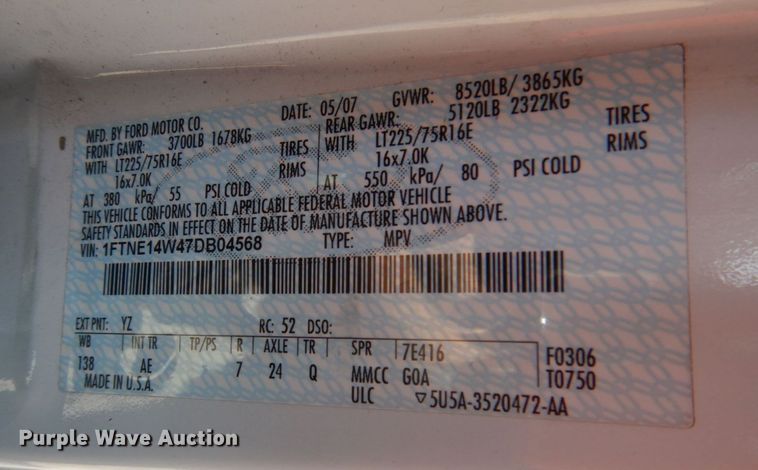 MFD. BY FORD MOTOR CO. DATE: 05/07 GVWR: 8520LB/ 3865KG
FRONT GAWR: 3700LB 1678KG REAR GAWR: 5120LB 2322KG
WITH LT225/75R16E TIRES WITH LT225/75R16E TIRES
16x7.0K RIMS 16x7.0K RIMS
AT 380 kPa/ 55 PSI COLD AT 550 kPa/ 80 PSI COLD
THIS VEHICLE CONFORMS TO ALL APPLICABLE FEDERAL MOTOR VEHICLE
SAFETY STANDARDS IN EFFECT ON THE DATE OF MANUFACTURE SHOWN ABOVE.
VIN: 1FTNE14W47DB04568 TYPE: MPV
EXT PNT: YZ RC: 52 DSO:
WB INT TR TP/PS R AXLE TR SPR 7E416 F0306
138 AE 7 24 Q MMCC GOA T0750
MADE IN U.S.A. ULC ▽5U5A-3520472-AA
Purple Wave Auction